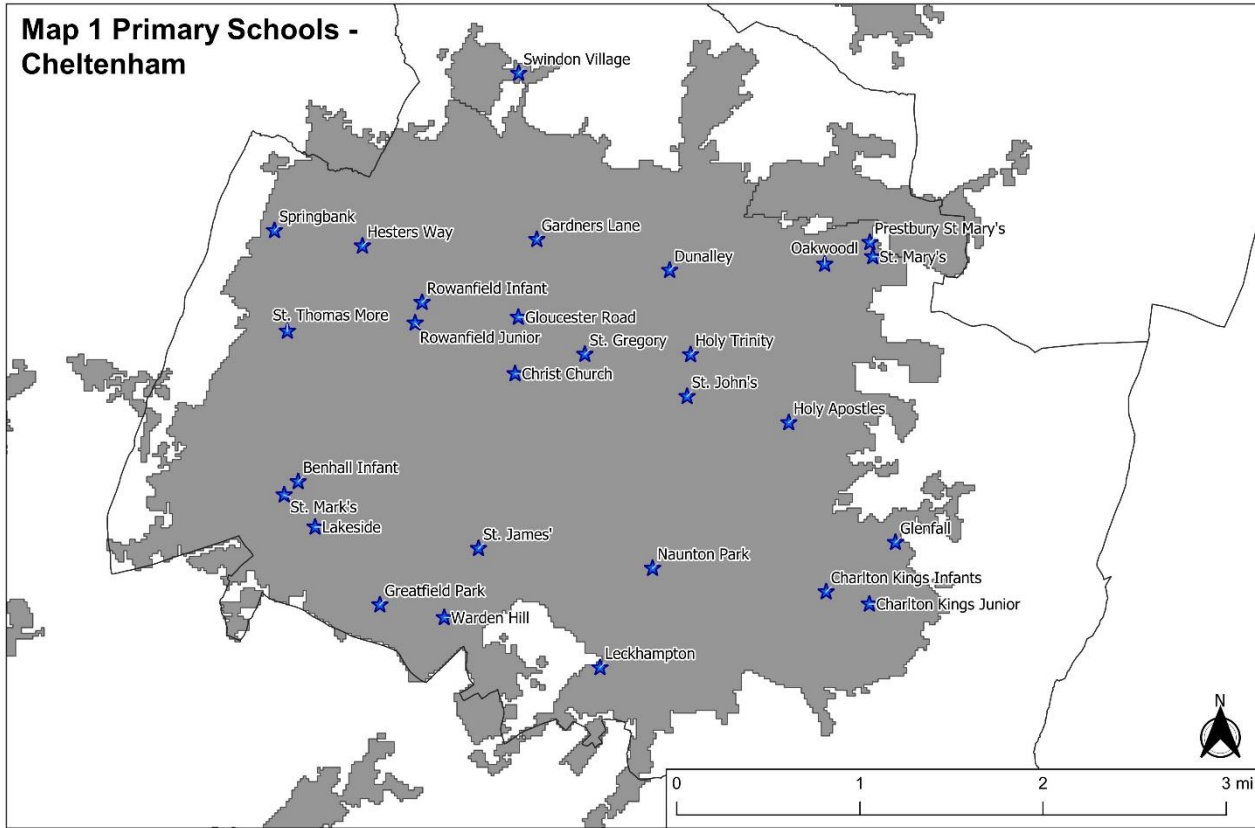 Map 1 Primary Schools -
Cheltenham
Swindon Village
Springbank
Hesters Way
Gardners Lane
Prestbury St Mary's
Oakwoodl
St. Mary's
Dunalley
Rowanfield Infant
St. Thomas More
Gloucester Road
Rowanfield Junior
St. Gregory
Holy Trinity
Christ Church
St. John's
Holy Apostles
Benhall Infant
St. Mark's
Lakeside
St. James'
Glenfall
Naunton Park
Charlton Kings Infants
Greatfield Park
Charlton Kings Junior
Warden Hill
Leckhampton
N
0 1 2 3 mi